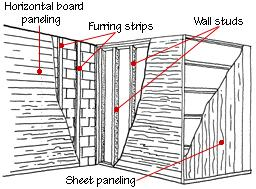 Horizontal board
paneling
Furring strips
Wall studs
Sheet paneling